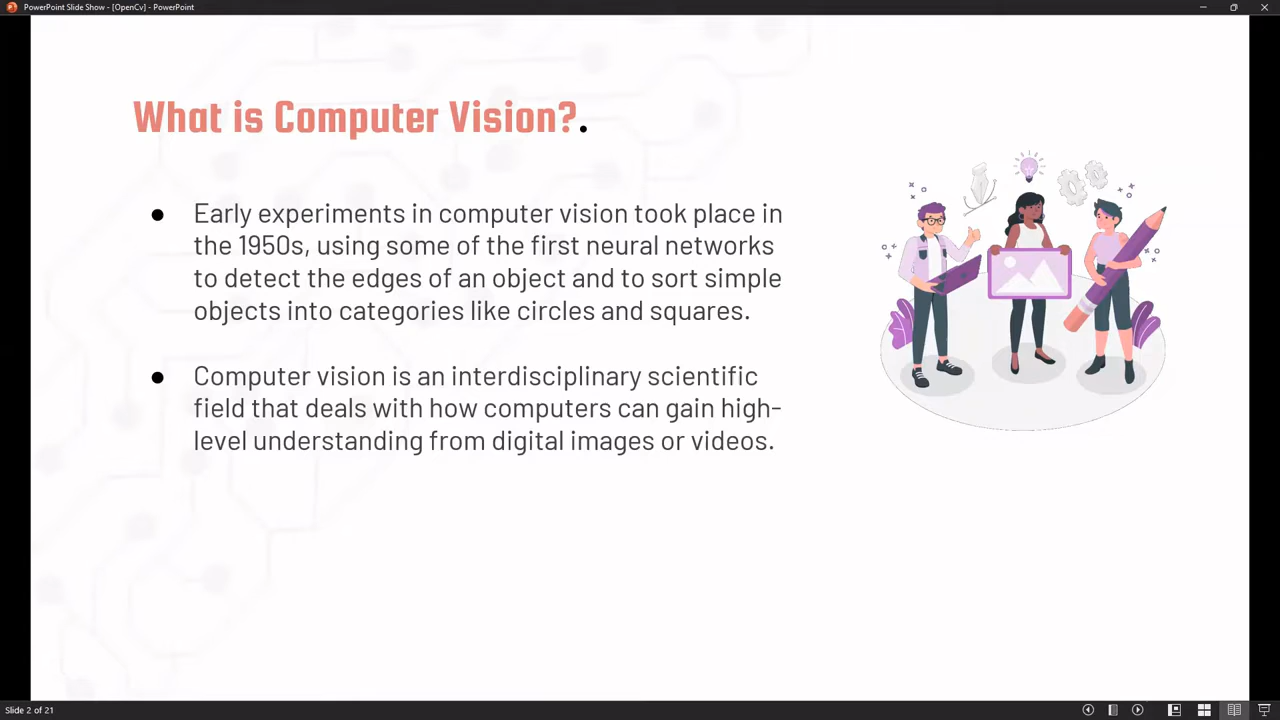 PowerPoint Slide Show - [OpenCv] - PowerPoint
What is Computer Vision?.
● Early experiments in computer vision took place in
the 1950s, using some of the first neural networks
to detect the edges of an object and to sort simple
objects into categories like circles and squares.
● Computer vision is an interdisciplinary scientific
field that deals with how computers can gain high-
level understanding from digital images or videos.
Slide 2 of 21